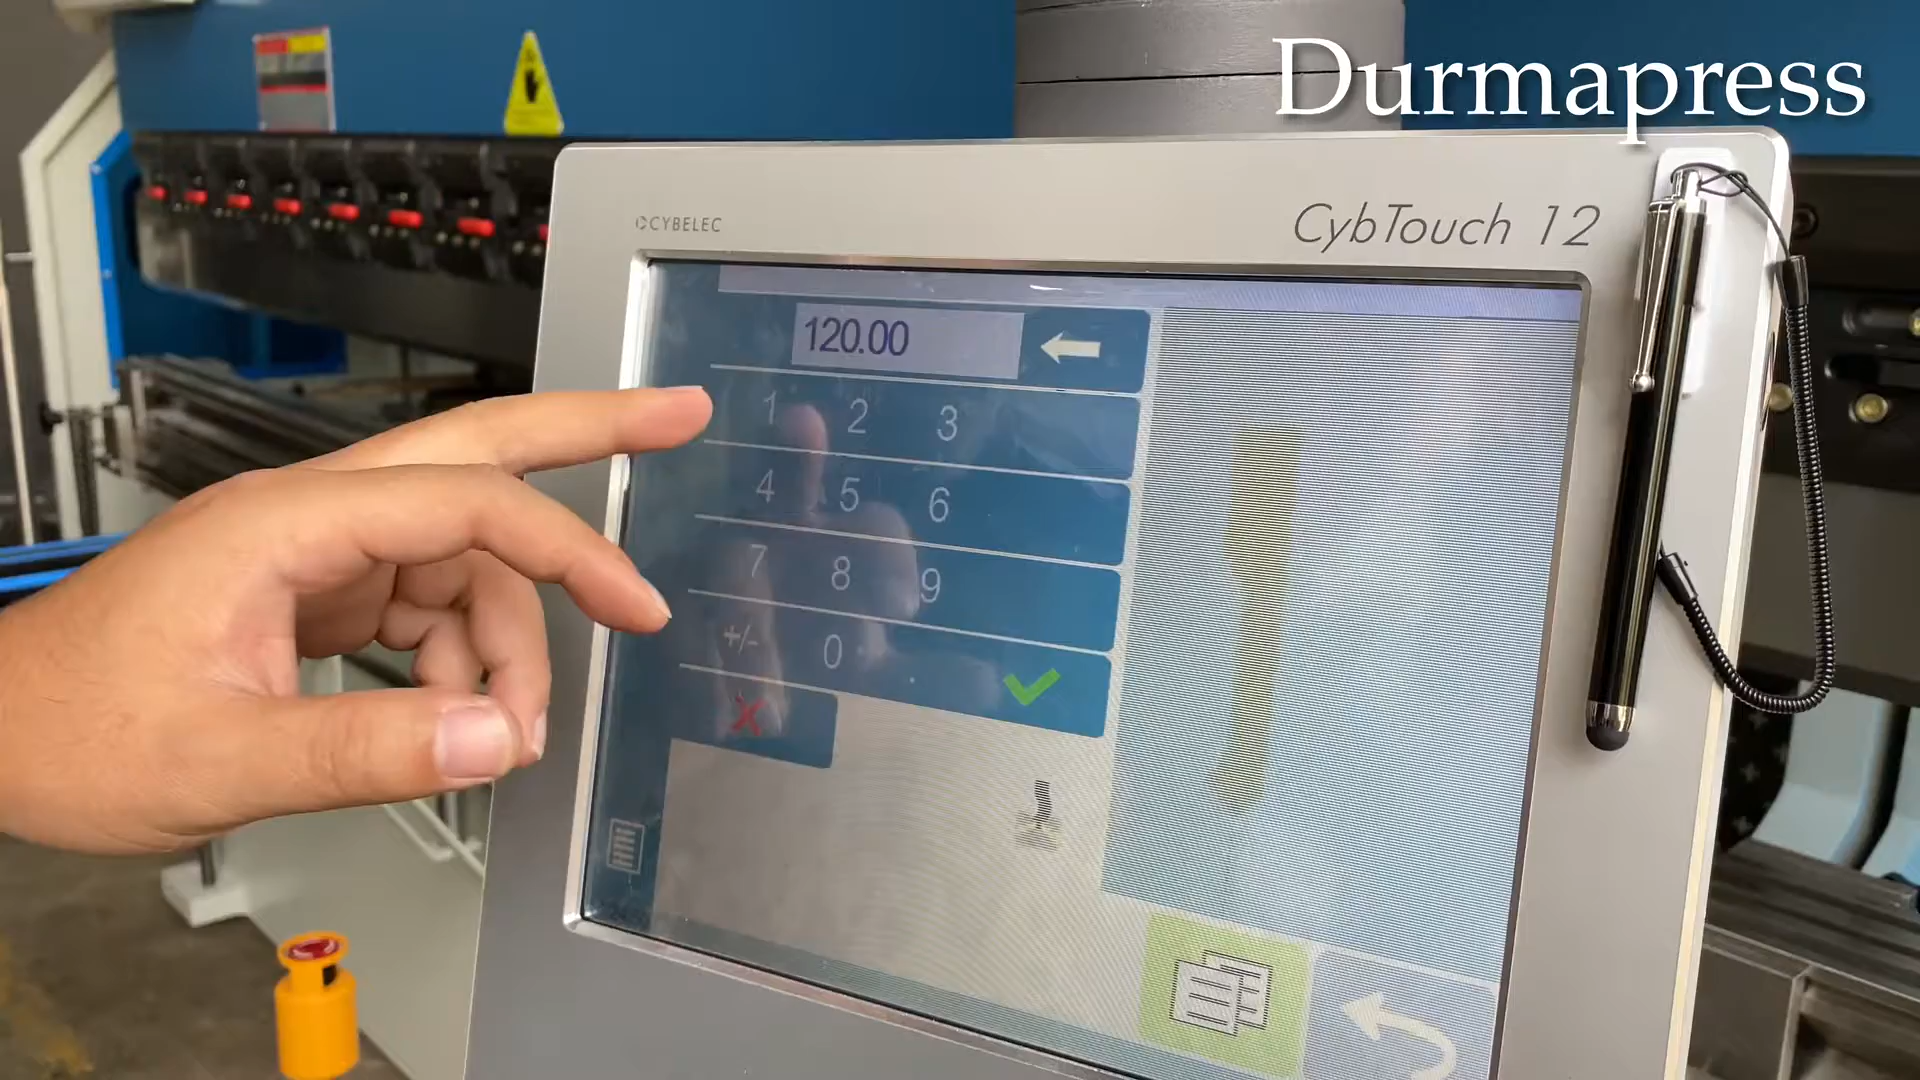 Durmapress
CYBELEC
CybTouch 12
120.00
1 2 3
4 5 6
7 8 9
+/- 0 .